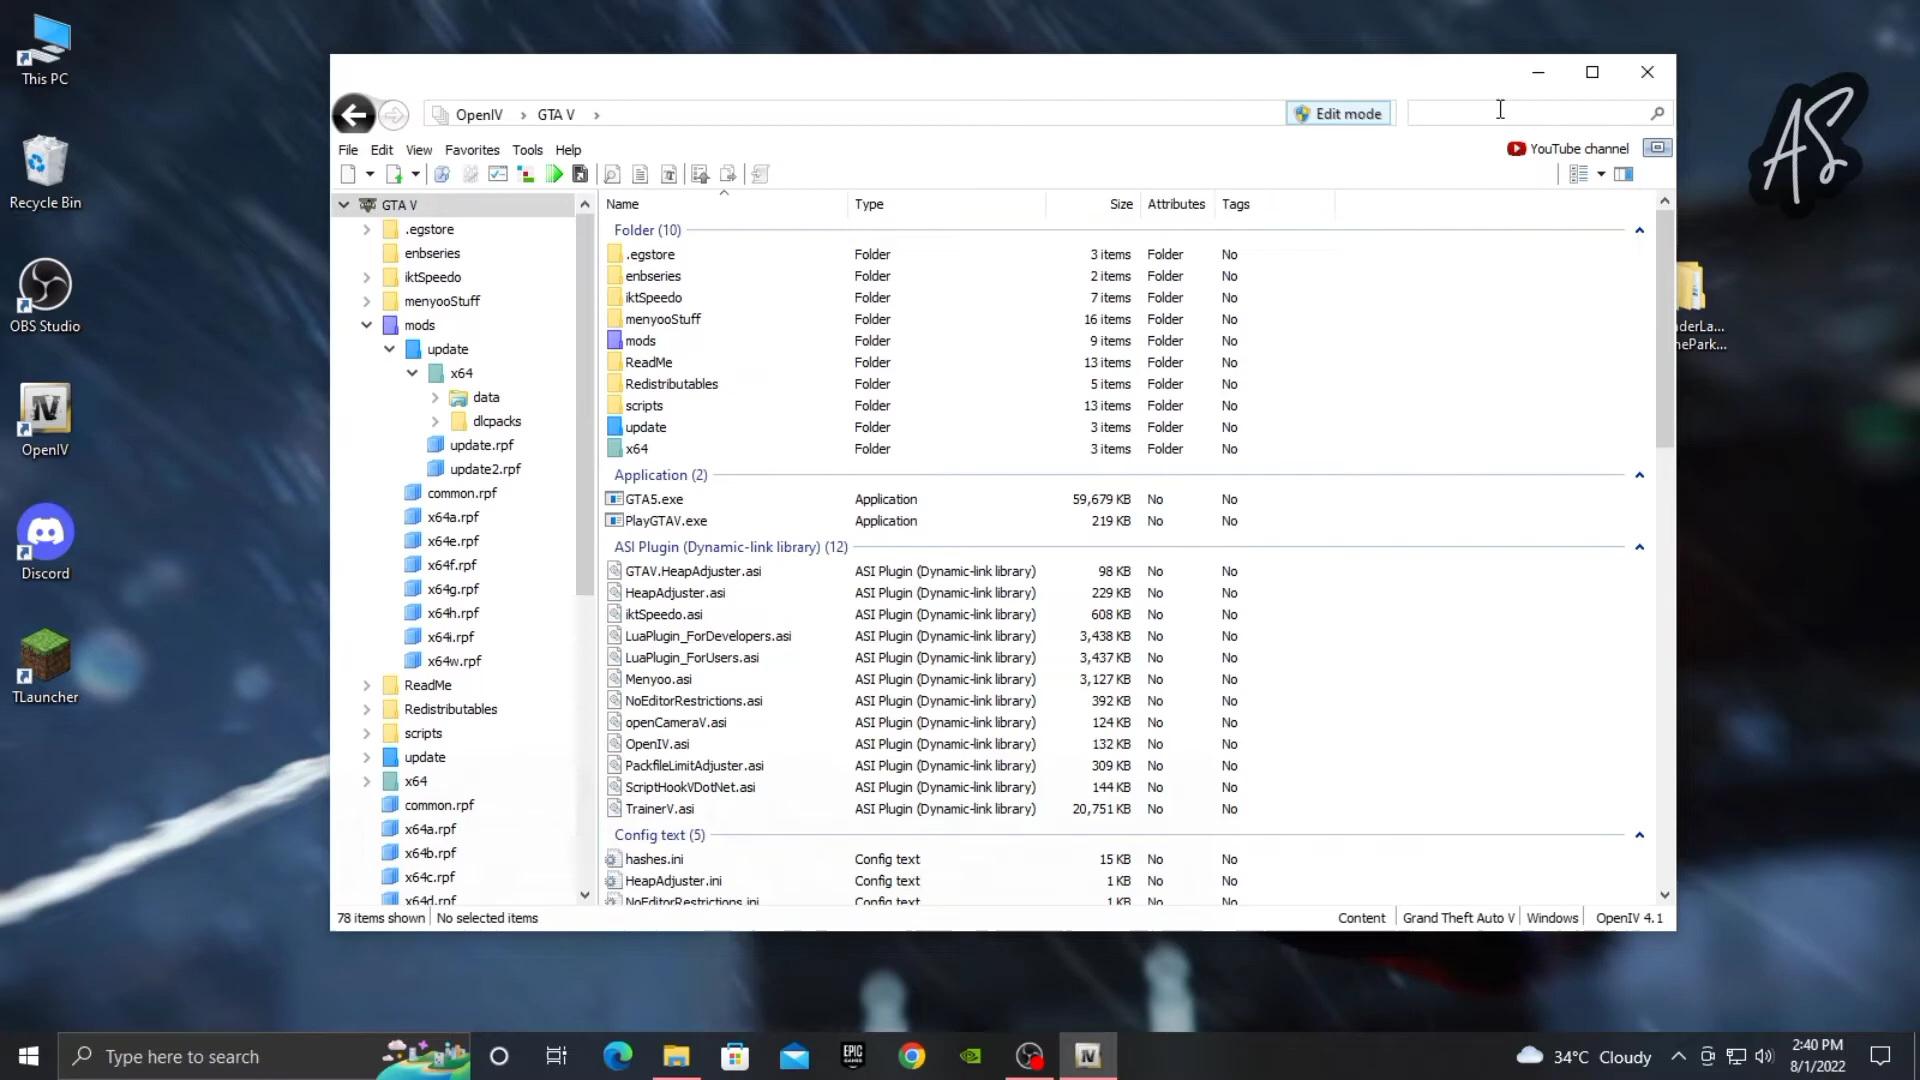 This PC
Recycle Bin
OBS Studio
OpenIV
Discord
TLauncher
AS
nderLa...
nePark...
OpenIV > GTA V >
Edit mode
File Edit View Favorites Tools Help
YouTube channel
GTA V
.egstore
enbseries
iktSpeedo
menyooStuff
mods
update
x64
data
dlcpacks
update.rpf
update2.rpf
common.rpf
x64a.rpf
x64e.rpf
x64f.rpf
x64g.rpf
x64h.rpf
x64i.rpf
x64w.rpf
ReadMe
Redistributables
scripts
update
x64
common.rpf
x64a.rpf
x64b.rpf
x64c.rpf
x64d.rpf
Name Type Size Attributes Tags
Folder (10)
.egstore Folder 3 items Folder No
enbseries Folder 2 items Folder No
iktSpeedo Folder 7 items Folder No
menyooStuff Folder 16 items Folder No
mods Folder 9 items Folder No
ReadMe Folder 13 items Folder No
Redistributables Folder 5 items Folder No
scripts Folder 13 items Folder No
update Folder 3 items Folder No
x64 Folder 3 items Folder No
Application (2)
GTA5.exe Application 59,679 KB No No
PlayGTAV.exe Application 219 KB No No
ASI Plugin (Dynamic-link library) (12)
GTAV.HeapAdjuster.asi ASI Plugin (Dynamic-link library) 98 KB No No
HeapAdjuster.asi ASI Plugin (Dynamic-link library) 229 KB No No
iktSpeedo.asi ASI Plugin (Dynamic-link library) 608 KB No No
LuaPlugin_ForDevelopers.asi ASI Plugin (Dynamic-link library) 3,438 KB No No
LuaPlugin_ForUsers.asi ASI Plugin (Dynamic-link library) 3,437 KB No No
Menyoo.asi ASI Plugin (Dynamic-link library) 3,127 KB No No
NoEditorRestrictions.asi ASI Plugin (Dynamic-link library) 392 KB No No
openCameraV.asi ASI Plugin (Dynamic-link library) 124 KB No No
OpenIV.asi ASI Plugin (Dynamic-link library) 132 KB No No
PackfileLimitAdjuster.asi ASI Plugin (Dynamic-link library) 309 KB No No
ScriptHookVDotNet.asi ASI Plugin (Dynamic-link library) 144 KB No No
TrainerV.asi ASI Plugin (Dynamic-link library) 20,751 KB No No
Config text (5)
hashes.ini Config text 15 KB No No
HeapAdjuster.ini Config text 1 KB No No
NoEditorRestrictions.ini Config text 1 KB No No
78 items shown No selected items
Content Grand Theft Auto V Windows OpenIV 4.1
Type here to search
EPIC GAMES
34°C Cloudy
2:40 PM
8/1/2022